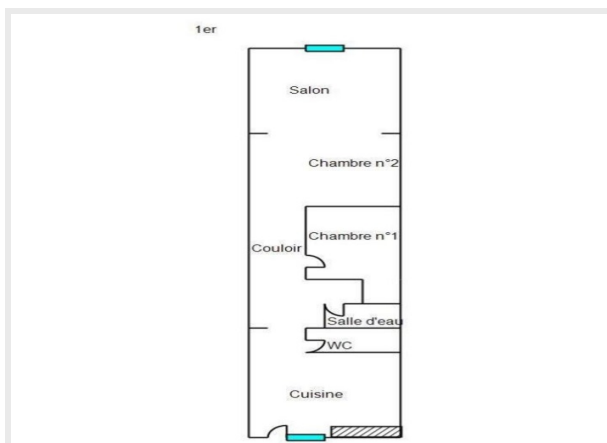 1er
Salon
Chambre n°2
Chambre n°1
Couloir
Salle d'eau
WC
Cuisine